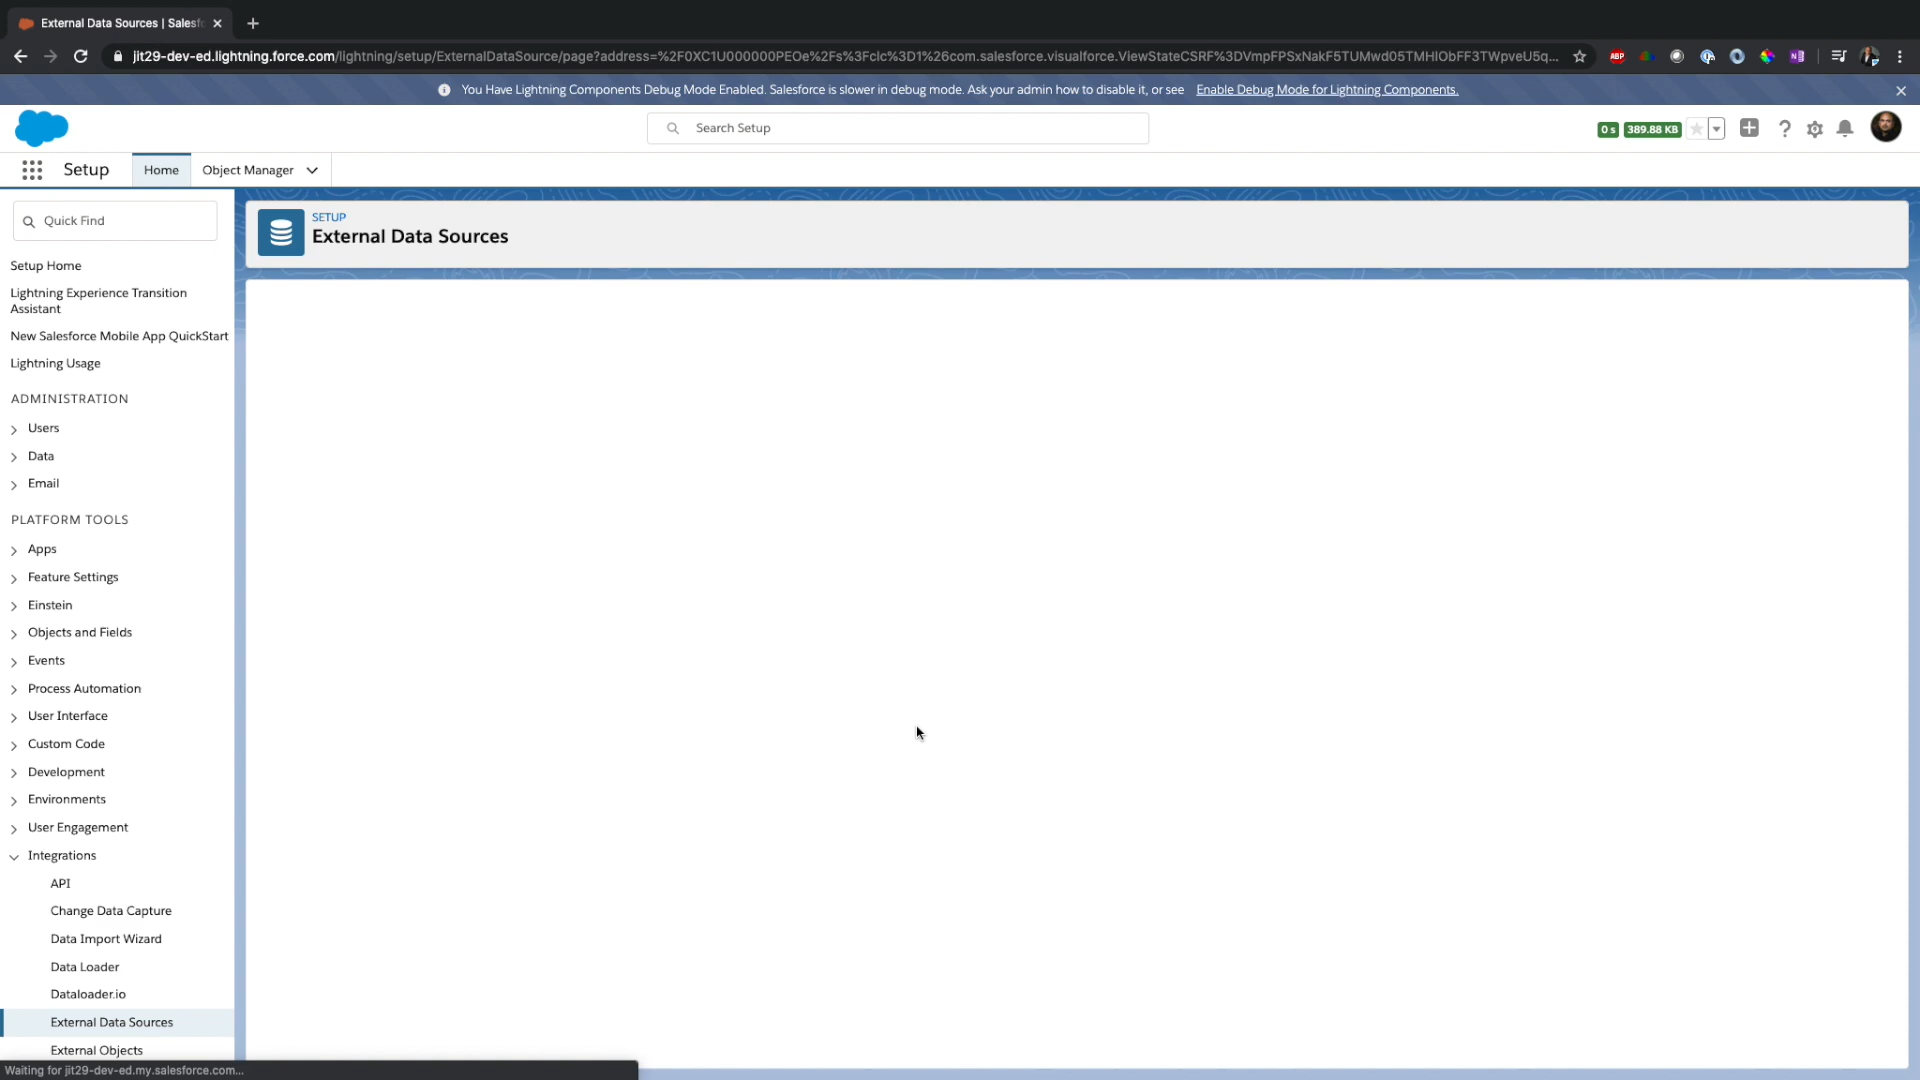 External Data Sources | Salesf
jit29-dev-ed.lightning.force.com/lightning/setup/ExternalDataSource/page?address=%2F0XC1U000000PEOe%2Fs%3Fclc%3D1%26com.salesforce.visualforce.ViewStateCSRF%3DVmpFPSxNakF5TUMwd05TMHlObFF3TWpveU5q...
ABP
You Have Lightning Components Debug Mode Enabled. Salesforce is slower in debug mode. Ask your admin how to disable it, or see Enable Debug Mode for Lightning Components.
Search Setup
0 s 389.88 KB
Setup Home Object Manager
Quick Find
SETUP
External Data Sources
Setup Home
Lightning Experience Transition
Assistant
New Salesforce Mobile App QuickStart
Lightning Usage
ADMINISTRATION
Users
Data
Email
PLATFORM TOOLS
Apps
Feature Settings
Einstein
Objects and Fields
Events
Process Automation
User Interface
Custom Code
Development
Environments
User Engagement
Integrations
API
Change Data Capture
Data Import Wizard
Data Loader
Dataloader.io
External Data Sources
External Objects
Waiting for jit29-dev-ed.my.salesforce.com...